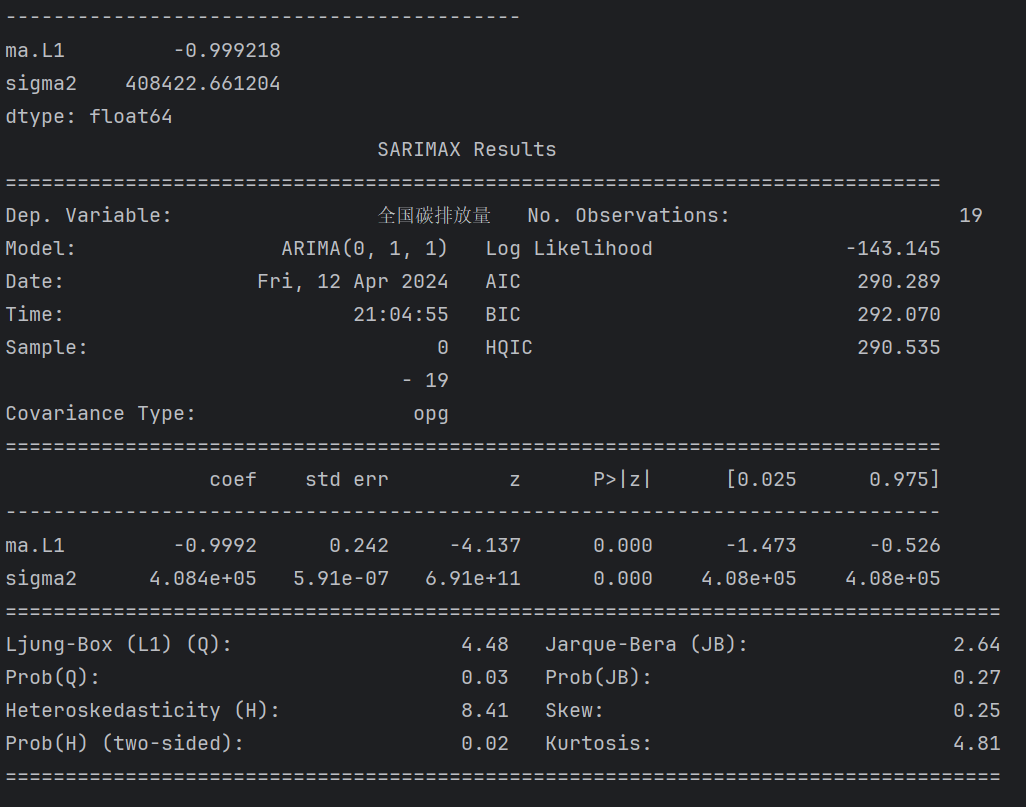 -------------------------------------------
ma.L1         -0.999218
sigma2    408422.661204
dtype: float64
                               SARIMAX Results
==============================================================================
Dep. Variable:                 全国碳排放量   No. Observations:                   19
Model:                 ARIMA(0, 1, 1)   Log Likelihood                -143.145
Date:                Fri, 12 Apr 2024   AIC                            290.289
Time:                        21:04:55   BIC                            292.070
Sample:                             0   HQIC                           290.535
                                 - 19
Covariance Type:                  opg
==============================================================================
                 coef    std err          z      P>|z|      [0.025      0.975]
------------------------------------------------------------------------------
ma.L1         -0.9992      0.242     -4.137      0.000      -1.473      -0.526
sigma2      4.084e+05   5.91e-07   6.91e+11      0.000    4.08e+05    4.08e+05
===================================================================================
Ljung-Box (L1) (Q):                   4.48   Jarque-Bera (JB):                 2.64
Prob(Q):                              0.03   Prob(JB):                         0.27
Heteroskedasticity (H):               8.41   Skew:                             0.25
Prob(H) (two-sided):                  0.02   Kurtosis:                         4.81
===================================================================================